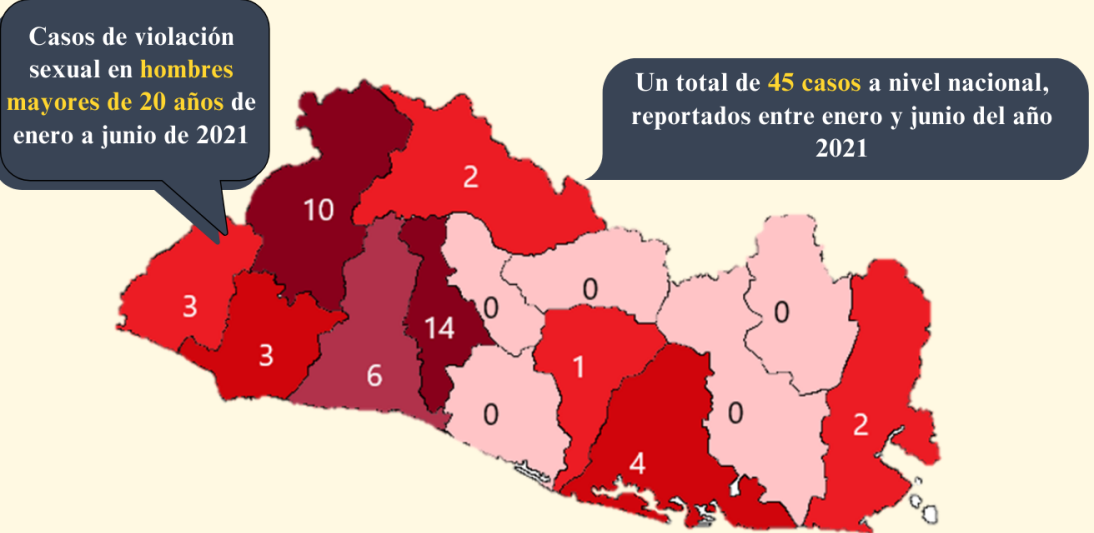 Casos de violación
sexual en hombres
mayores de 20 años de
enero a junio de 2021
Un total de 45 casos a nivel nacional,
reportados entre enero y junio del año
2021
2
10
0
0
0
3
14
3
1
6
0
0
2
4